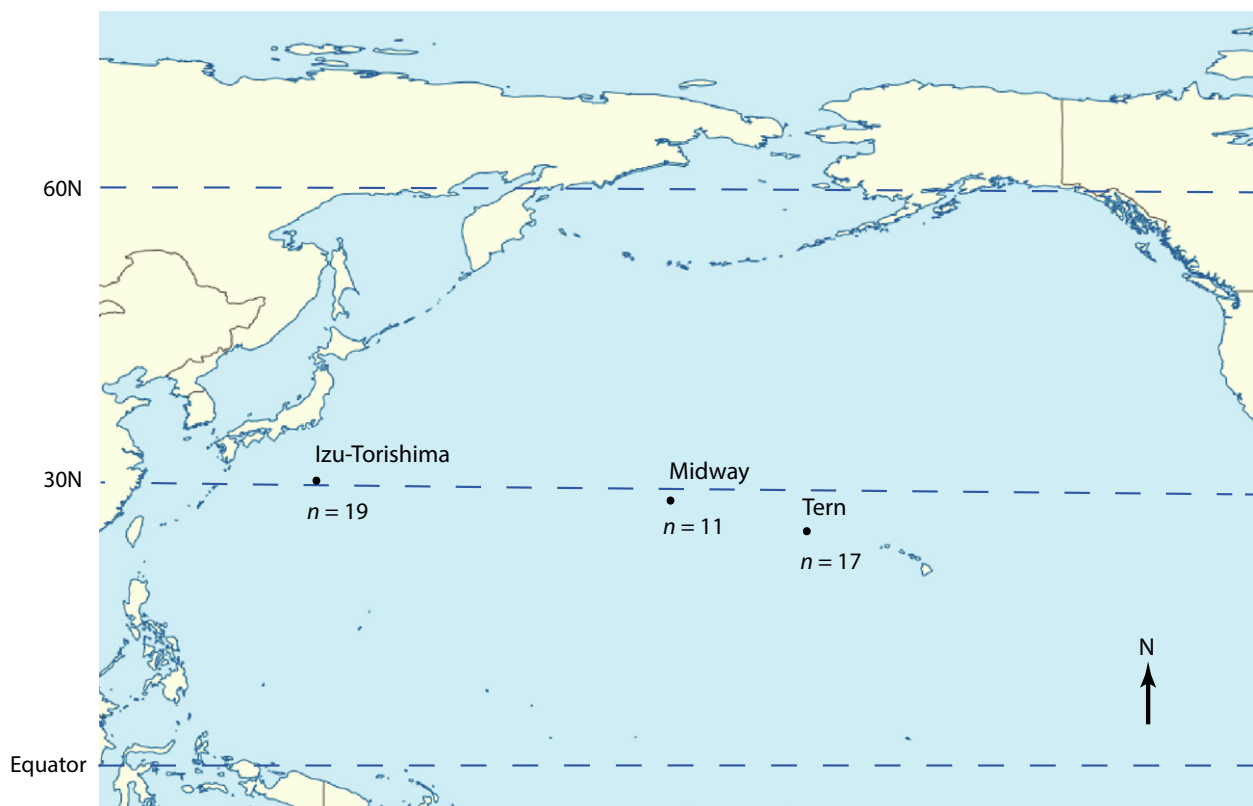 60N
Izu-Torishima
30N
Midway
n = 19
Tern
n = 11
n = 17
N
Equator